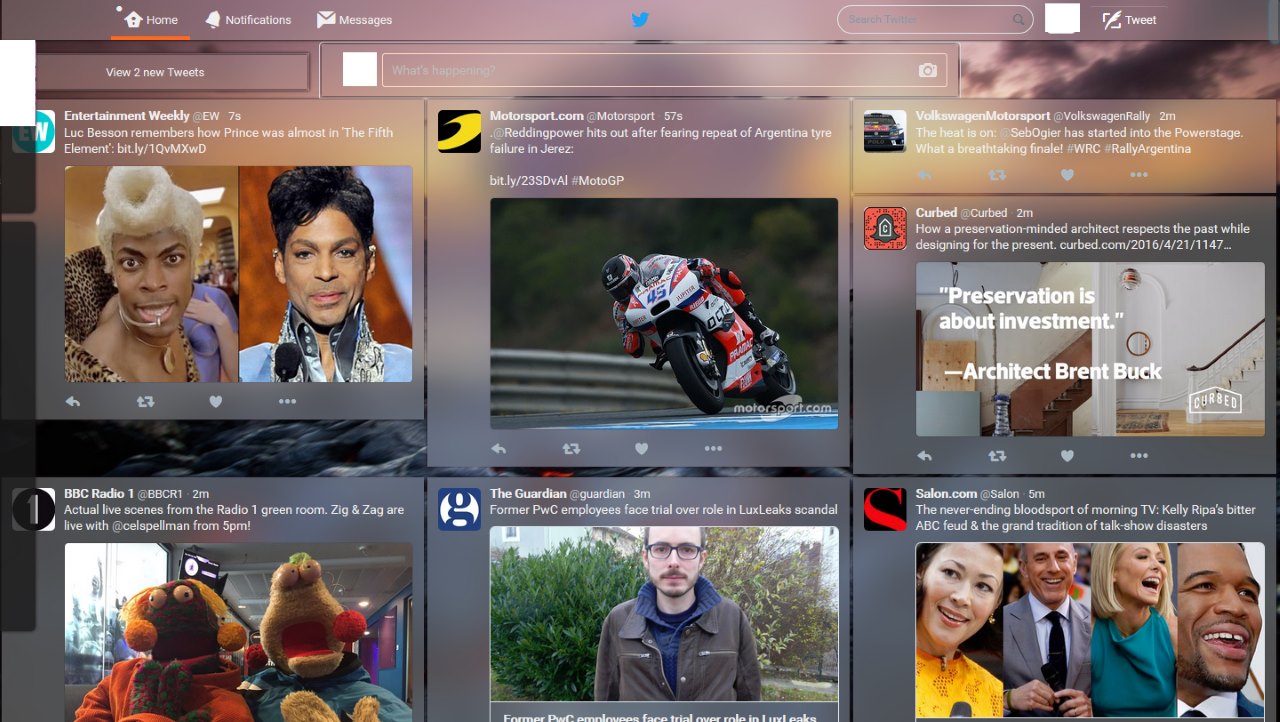 Home
Notifications
Messages
Search Twitter
Tweet
View 2 new Tweets
What's happening?
Entertainment Weekly @EW · 7s
Luc Besson remembers how Prince was almost in 'The Fifth
Element': bit.ly/1QvMXwD
EW
Motorsport.com @Motorsport · 57s
.@Reddingpower hits out after fearing repeat of Argentina tyre
failure in Jerez:
bit.ly/23SDvAl #MotoGP
45
OCTO
PRAMAC
motorsport.com
VolkswagenMotorsport @VolkswagenRally · 2m
The heat is on: @SebOgier has started into the Powerstage.
What a breathtaking finale! #WRC #RallyArgentina
POLO
Curbed @Curbed · 2m
How a preservation-minded architect respects the past while
designing for the present. curbed.com/2016/4/21/1147…
"Preservation is
about investment."
—Architect Brent Buck
CURBED
BBC Radio 1 @BBCR1 · 2m
Actual live scenes from the Radio 1 green room. Zig & Zag are
live with @celspellman from 5pm!
1
The Guardian @guardian · 3m
Former PwC employees face trial over role in LuxLeaks scandal
Former PwC employees face trial over role in LuxLeaks
Salon.com @Salon · 5m
The never-ending bloodsport of morning TV: Kelly Ripa's bitter
ABC feud & the grand tradition of talk-show disasters